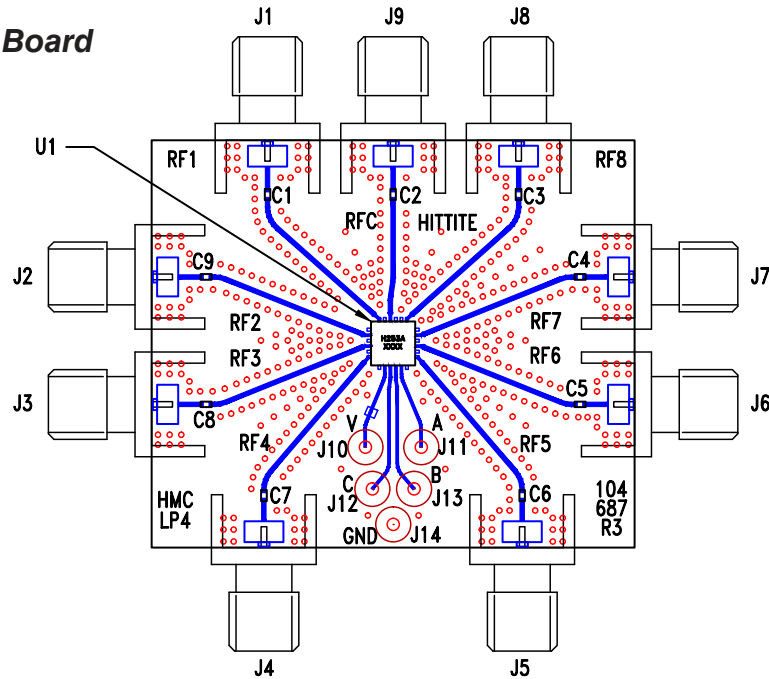 J1 J9 J8
Board
U1
RF1 RF8
C1 C2 C3
RFC HITTITE
J2 C9 C4 J7
RF2 RF7
H253A
XXXX
RF3 RF6
J3 C8 C5 J6
V A
RF4 J10 J11 RF5
C B
C7 J12 J13 C6
HMC
LP4
104
687
R3
GND J14
J4 J5